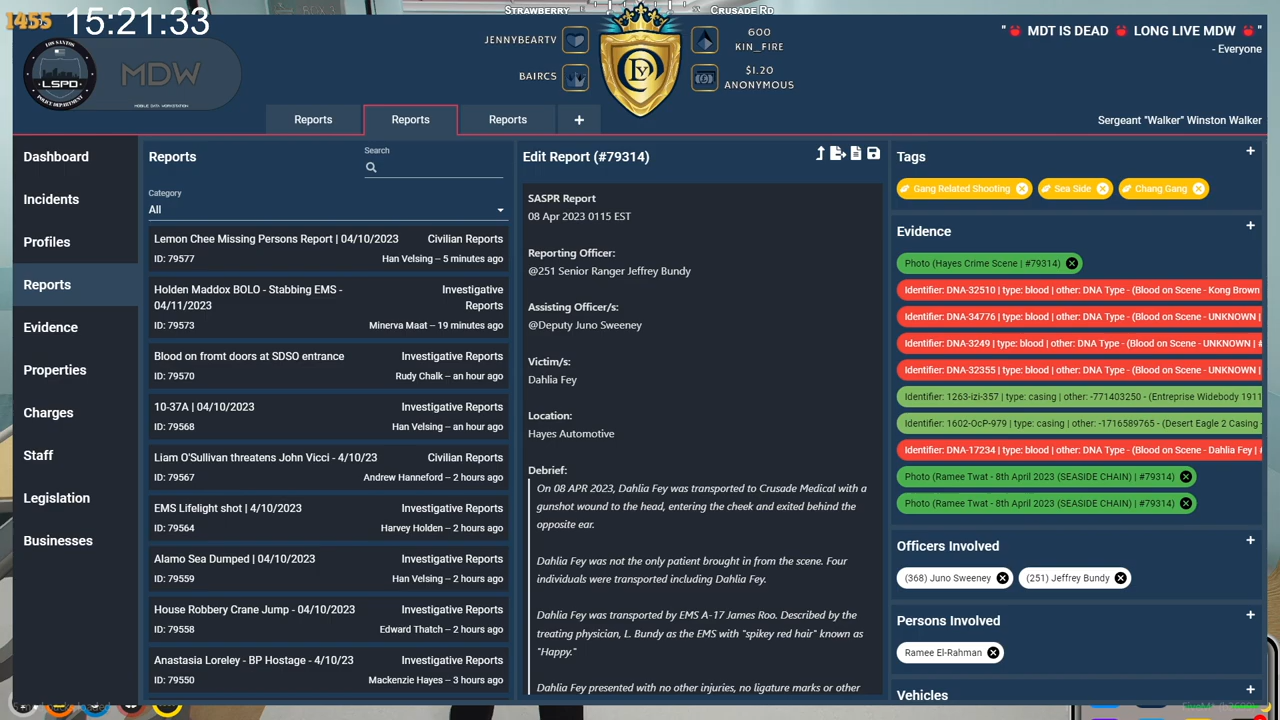 1455
15:21:33
STRAWBERRY
CRUSADE RD
JENNYBEARTV
BAIRCS
600
KIN_FIRE
$1.20
ANONYMOUS
" MDT IS DEAD LONG LIVE MDW "
- Everyone
LOS SANTOS
LSPD
POLICE DEPARTMENT
MDW
MOBILE DATA WORKSTATION
Reports
Reports
Reports
+
Sergeant "Walker" Winston Walker
Dashboard
Incidents
Profiles
Reports
Evidence
Properties
Charges
Staff
Legislation
Businesses
Reports
Search
Category
All
Lemon Chee Missing Persons Report | 04/10/2023 Civilian Reports
ID: 79577 Han Velsing – 5 minutes ago
Holden Maddox BOLO - Stabbing EMS - Investigative
04/11/2023 Reports
ID: 79573 Minerva Maat – 19 minutes ago
Blood on fromt doors at SDSO entrance Investigative Reports
ID: 79570 Rudy Chalk – an hour ago
10-37A | 04/10/2023 Investigative Reports
ID: 79568 Han Velsing – an hour ago
Liam O'Sullivan threatens John Vicci - 4/10/23 Civilian Reports
ID: 79567 Andrew Hanneford – 2 hours ago
EMS Lifelight shot | 4/10/23 Investigative Reports
ID: 79564 Harvey Holden – 2 hours ago
Alamo Sea Dumped | 04/10/2023 Investigative Reports
ID: 79559 Han Velsing – 2 hours ago
House Robbery Crane Jump - 04/10/2023 Investigative Reports
ID: 79558 Edward Thatch – 2 hours ago
Anastasia Loreley - BP Hostage - 4/10/23 Investigative Reports
ID: 79550 Mackenzie Hayes – 3 hours ago
Edit Report (#79314)
SASPR Report
08 Apr 2023 0115 EST
Reporting Officer:
@251 Senior Ranger Jeffrey Bundy
Assisting Officer/s:
@Deputy Juno Sweeney
Victim/s:
Dahlia Fey
Location:
Hayes Automotive
Debrief:
On 08 APR 2023, Dahlia Fey was transported to Crusade Medical with a
gunshot wound to the head, entering the cheek and exited behind the
opposite ear.
Dahlia Fey was not the only patient brought in from the scene. Four
individuals were transported including Dahlia Fey.
Dahlia Fey was transported by EMS A-17 James Roo. Described by the
treating physician, L. Bundy as the EMS with "spikey red hair" known as
"Happy."
Dahlia Fey presented with no other injuries, no ligature marks or other
Tags
+
Gang Related Shooting
Sea Side
Chang Gang
Evidence
+
Photo (Hayes Crime Scene | #79314)
Identifier: DNA-32510 | type: blood | other: DNA Type - (Blood on Scene - Kong Brown
Identifier: DNA-34776 | type: blood | other: DNA Type - (Blood on Scene - UNKNOWN |
Identifier: DNA-3249 | type: blood | other: DNA Type - (Blood on Scene - UNKNOWN | #
Identifier: DNA-32355 | type: blood | other: DNA Type - (Blood on Scene - UNKNOWN |
Identifier: 1263-izi-357 | type: casing | other: -771403250 - (Entreprise Widebody 1911
Identifier: 1602-OcP-979 | type: casing | other: -1716589765 - (Desert Eagle 2 Casing -
Identifier: DNA-17234 | type: blood | other: DNA Type - (Blood on Scene - Dahlia Fey | #
Photo (Ramee Twat - 8th April 2023 (SEASIDE CHAIN) | #79314)
Photo (Ramee Twat - 8th April 2023 (SEASIDE CHAIN) | #79314)
Officers Involved
+
(368) Juno Sweeney
(251) Jeffrey Bundy
Persons Involved
+
Ramee El-Rahman
Vehicles
+